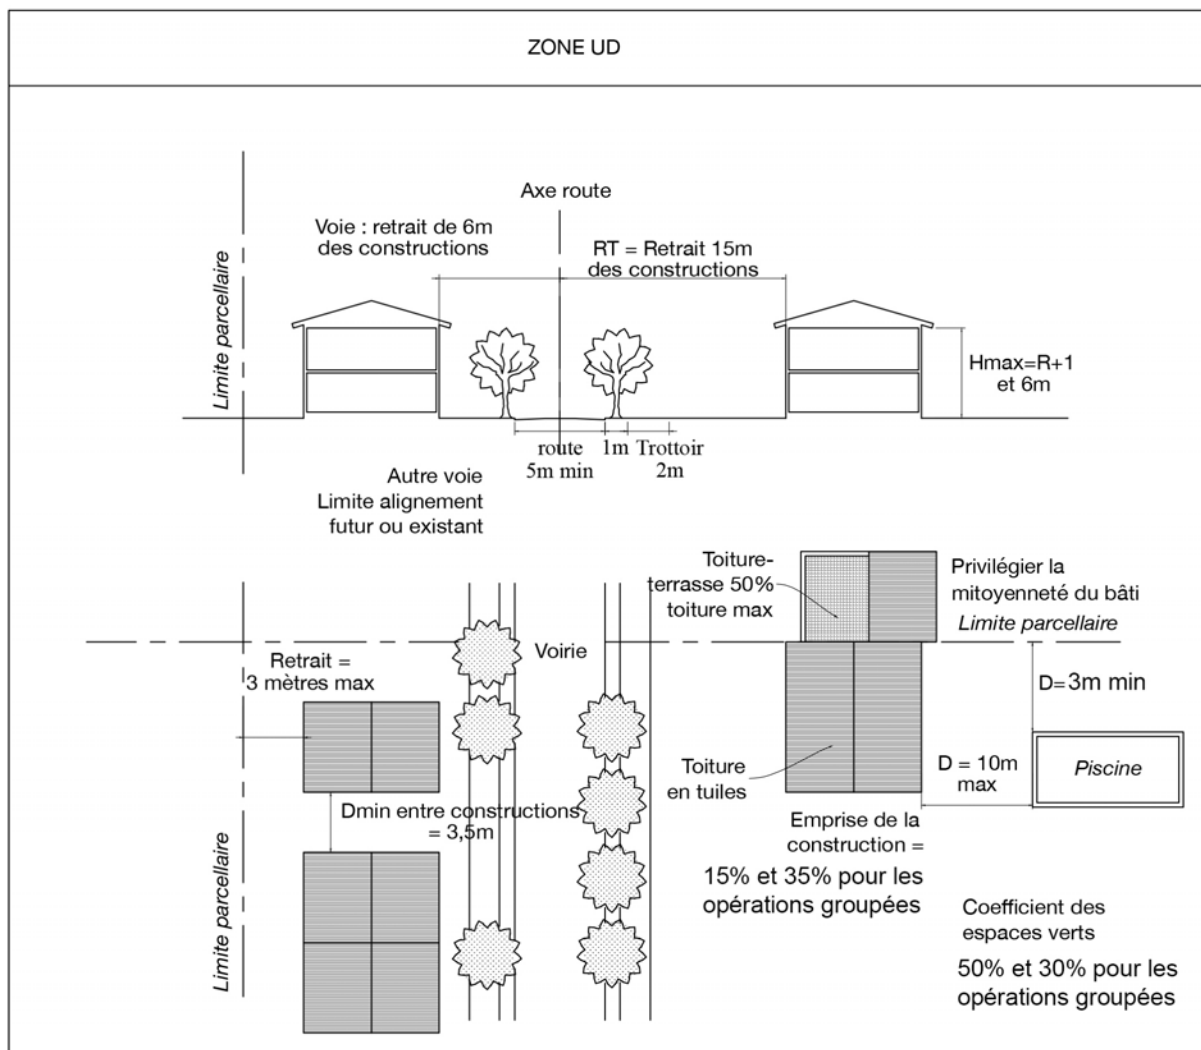 ZONE UD
Axe route
Voie : retrait de 6m
des constructions
RT = Retrait 15m
des constructions
Limite parcellaire
Hmax=R+1
et 6m
route
5m min
1m
Trottoir
2m
Autre voie
Limite alignement
futur ou existant
Toiture-
terrasse 50%
toiture max
Privilégier la
mitoyenneté du bâti
Limite parcellaire
Voirie
Retrait =
3 mètres max
D=3m min
Toiture
en tuiles
D = 10m
max
Piscine
Dmin entre constructions
= 3,5m
Emprise de la
construction =
15% et 35% pour les
opérations groupées
Limite parcellaire
Coefficient des
espaces verts
50% et 30% pour les
opérations groupées